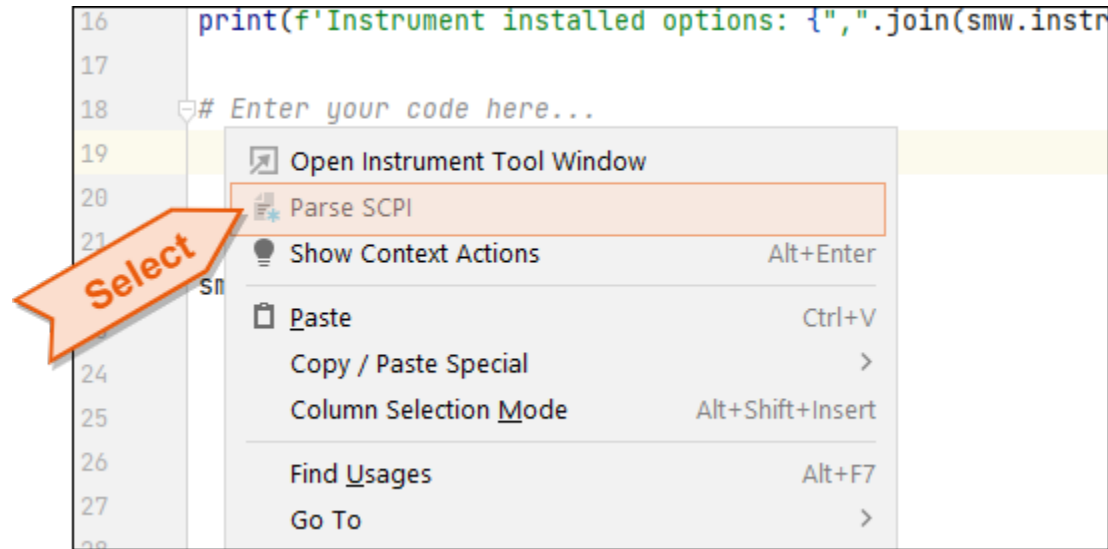 16 print(f'Instrument installed options: {",".join(smw.instr
17
18 # Enter your code here...
19
Open Instrument Tool Window
20
Parse SCPI
21
Show Context Actions Alt+Enter
Select
sm
Paste Ctrl+V
24
Copy / Paste Special >
25
Column Selection Mode Alt+Shift+Insert
26
Find Usages Alt+F7
27
Go To >
28